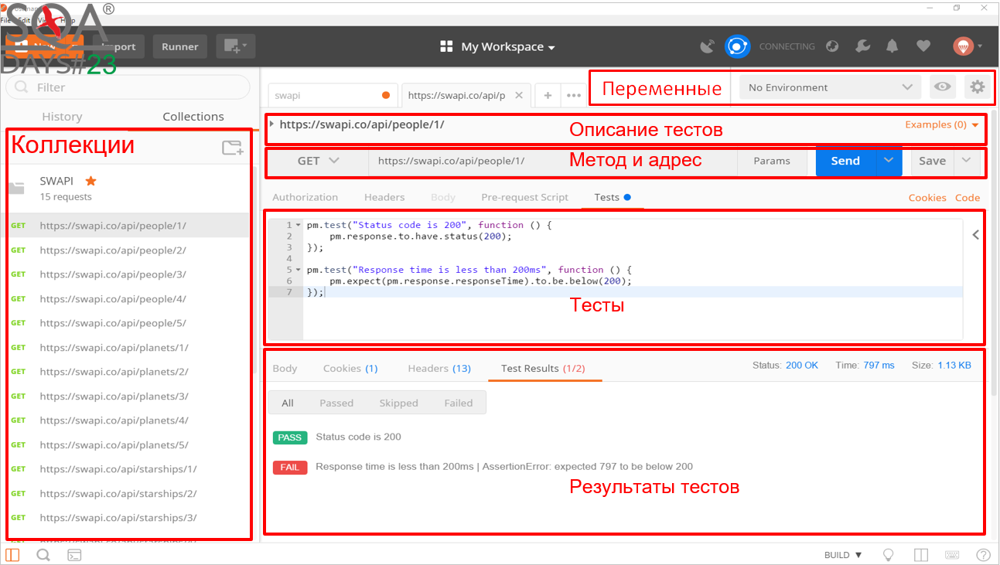 SQA®
DAYS#23
File Edit View Help
New
Import
Runner
My Workspace
CONNECTING
Filter
History
Collections
Коллекции
SWAPI
15 requests
GET https://swapi.co/api/people/1/
GET https://swapi.co/api/people/2/
GET https://swapi.co/api/people/3/
GET https://swapi.co/api/people/4/
GET https://swapi.co/api/people/5/
GET https://swapi.co/api/planets/1/
GET https://swapi.co/api/planets/2/
GET https://swapi.co/api/planets/3/
GET https://swapi.co/api/planets/4/
GET https://swapi.co/api/planets/5/
GET https://swapi.co/api/starships/1/
GET https://swapi.co/api/starships/2/
GET https://swapi.co/api/starships/3/
swapi
https://swapi.co/api/p
Переменные
No Environment
https://swapi.co/api/people/1/
Описание тестов
Examples (0)
GET
https://swapi.co/api/people/1/
Метод и адрес
Params
Send
Save
Authorization
Headers
Body
Pre-request Script
Tests
Cookies
Code
1 pm.test("Status code is 200", function () {
2 pm.response.to.have.status(200);
3 });
4
5 pm.test("Response time is less than 200ms", function () {
6 pm.expect(pm.response.responseTime).to.be.below(200);
7 });
Тесты
Body
Cookies (1)
Headers (13)
Test Results (1/2)
Status: 200 OK
Time: 797 ms
Size: 1.13 KB
All
Passed
Skipped
Failed
PASS Status code is 200
FAIL Response time is less than 200ms | AssertionError: expected 797 to be below 200
Результаты тестов
BUILD